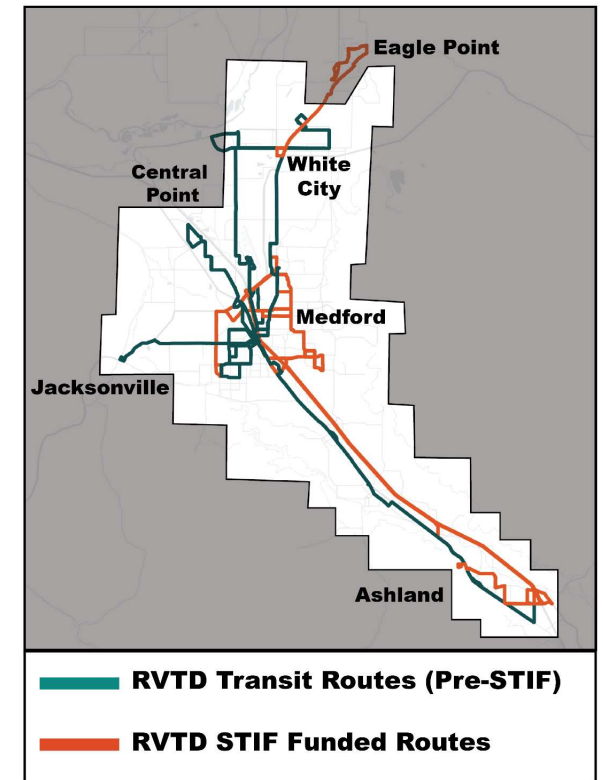 Eagle Point
White
City
Central
Point
Medford
Jacksonville
Ashland
RVTD Transit Routes (Pre-STIF)
RVTD STIF Funded Routes